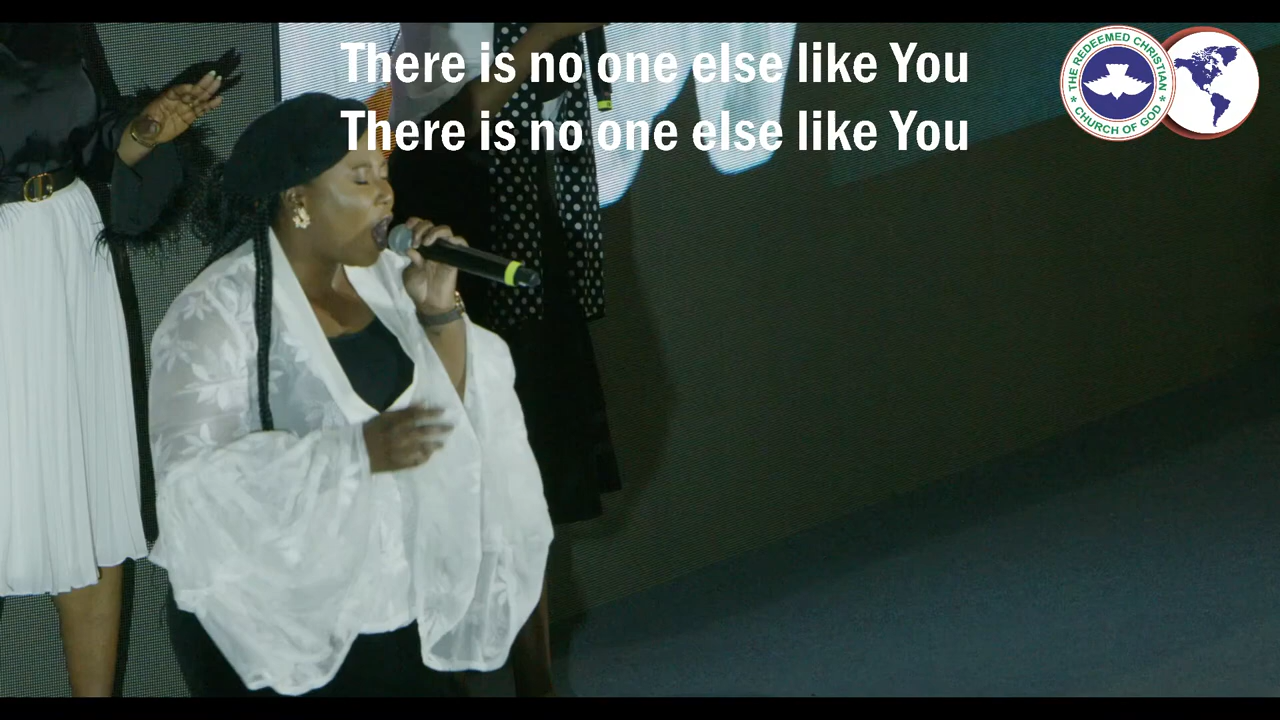 There is no one else like You
There is no one else like You
THE REDEEMED CHRISTIAN
CHURCH OF GOD